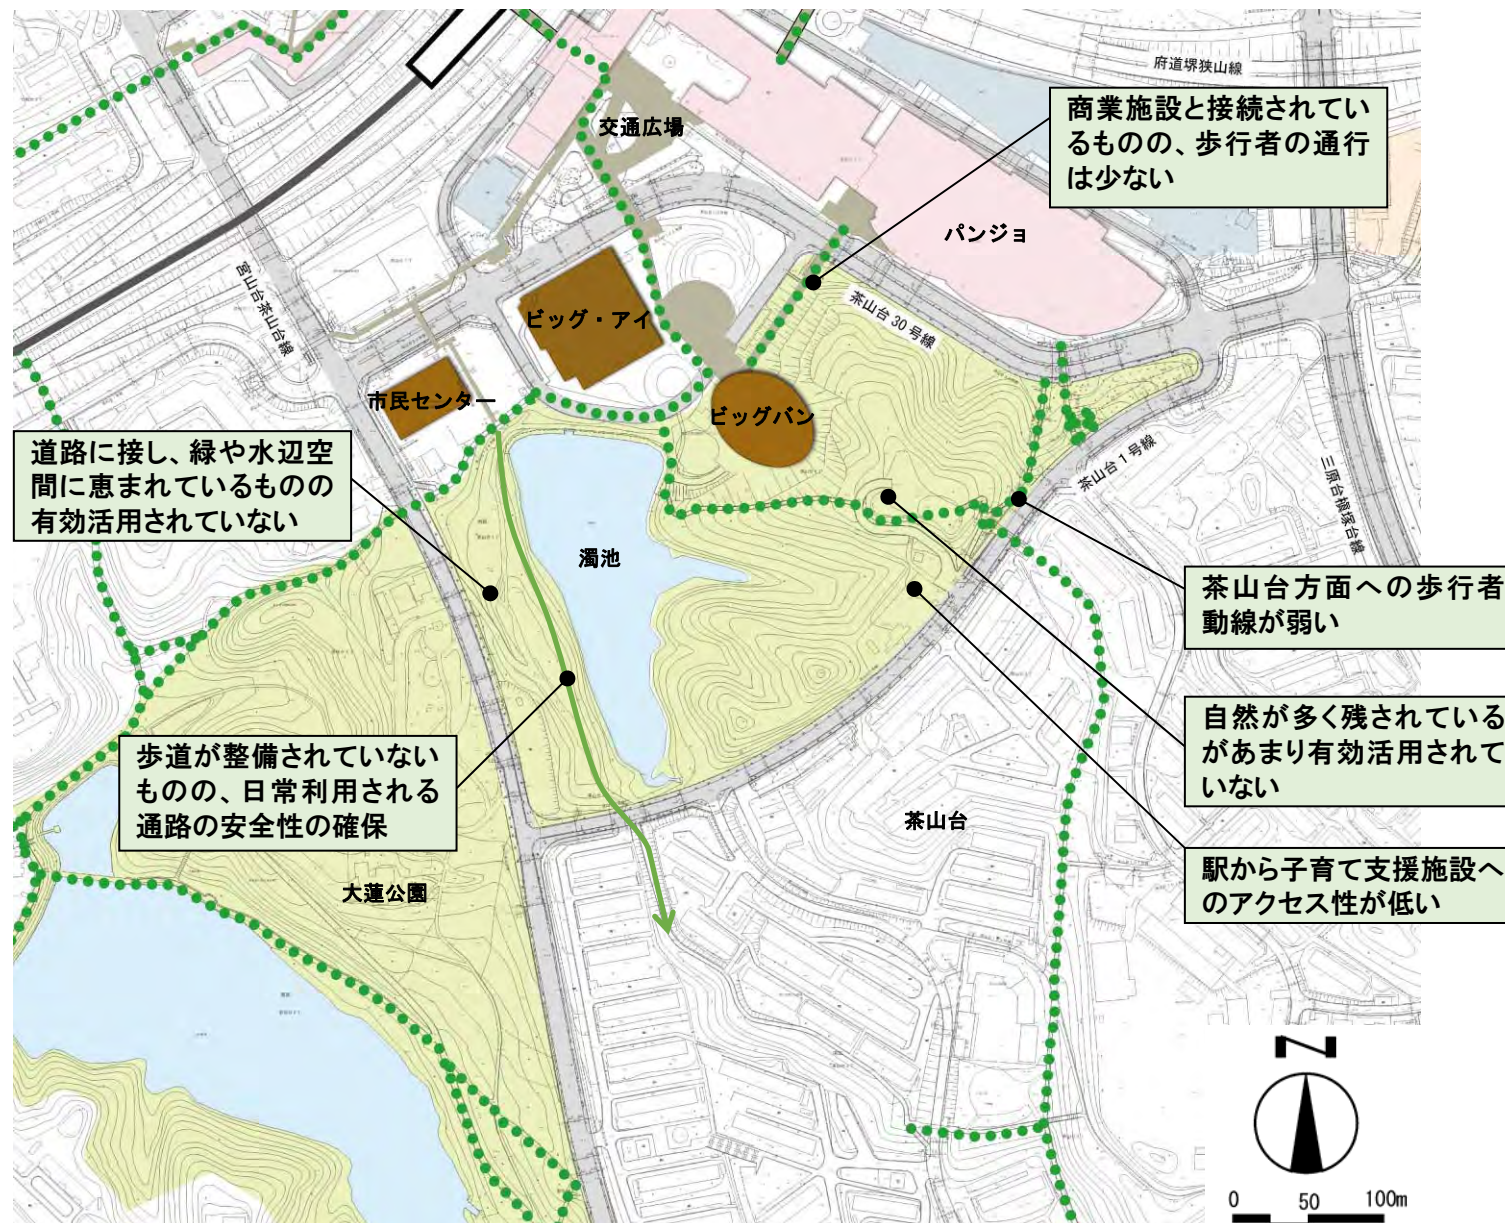 府道堺狭山線
商業施設と接続されてい
るものの、歩行者の通行
は少ない
交通広場
パンジョ
宮山台茶山台線
ビッグ・アイ
茶山台30号線
市民センター
ビッグバン
道路に接し、緑や水辺空
間に恵まれているものの
有効活用されていない
茶山台1号線
三原台槇塚台線
濁池
茶山台方面への歩行者
動線が弱い
自然が多く残されている
があまり有効活用されて
いない
歩道が整備されていない
ものの、日常利用される
通路の安全性の確保
茶山台
駅から子育て支援施設へ
のアクセス性が低い
大蓮公園
N
0 50 100m